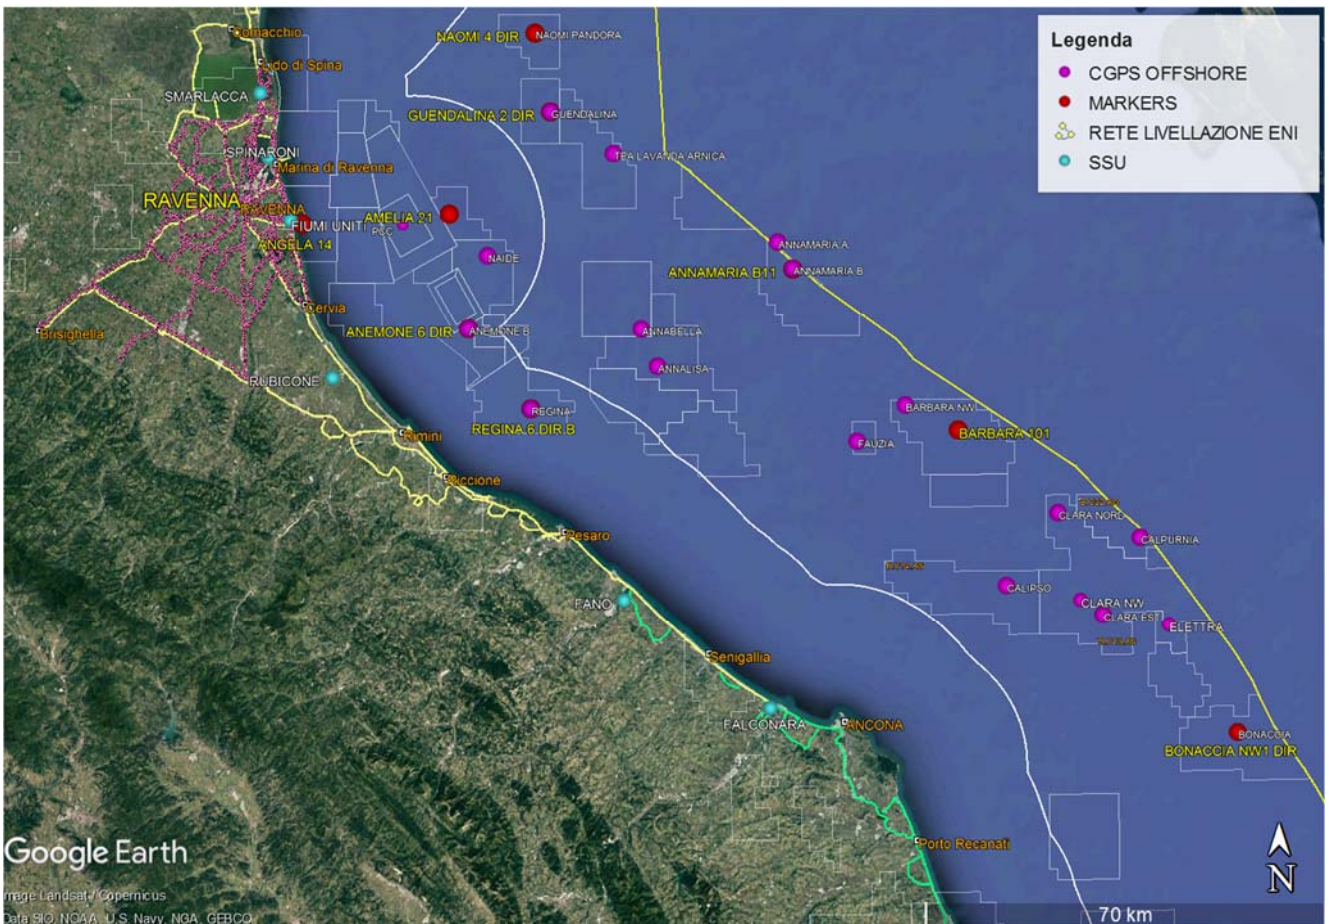 Comacchio
NAOMI 4 DIR
NAOMI PANDORA
Legenda
CGPS OFFSHORE
MARKERS
RETE LIVELLAZIONE ENI
SSU
Lido di Spina
SMARLACCA
GUENDALINA 2 DIR
GUENDALINA
SPINARONI
Marina di Ravenna
TEA LAVANDA ARNICA
RAVENNA
RAVENNA
FIUMI UNITI
AMELIA 21
PCC
ANGELA 14
NAIDE
ANNAMARIA A
ANNAMARIA B11
ANNAMARIA B
Cervia
Brisighella
ANEMONE 6 DIR
ANEMONE B
ANNABELLA
ANNALISA
RUBICONE
REGINA
REGINA 6 DIR B
BARBARA NW
BARBARA 101
FAUZIA
Rimini
Riccione
CLARA NORD
CALPURNIA
Pesaro
CALIPSO
FANO
CLARA NW
CLARA EST
ELETTRA
Senigallia
FALCONARA
ANCONA
BONACCIA
BONACCIA NW1 DIR
Porto Recanati
Google Earth
N
mage Landsat / Copernicus
Data SIO, NOAA, U.S. Navy, NGA, GEBCO
70 km